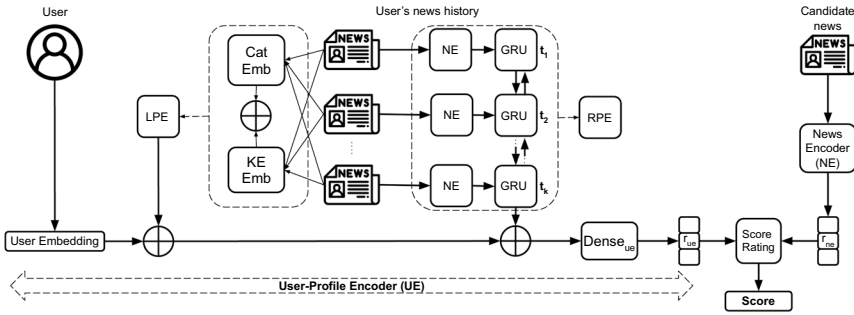 User
User's news history
Candidate
news
NEWS
NE
GRU
t1
Cat
Emb
NEWS
LPE
NEWS
NE
GRU
t2
RPE
News
Encoder
(NE)
KE
Emb
NEWS
NE
GRU
tk
User Embedding
Denseue
rue
Score
Rating
rne
User-Profile Encoder (UE)
Score